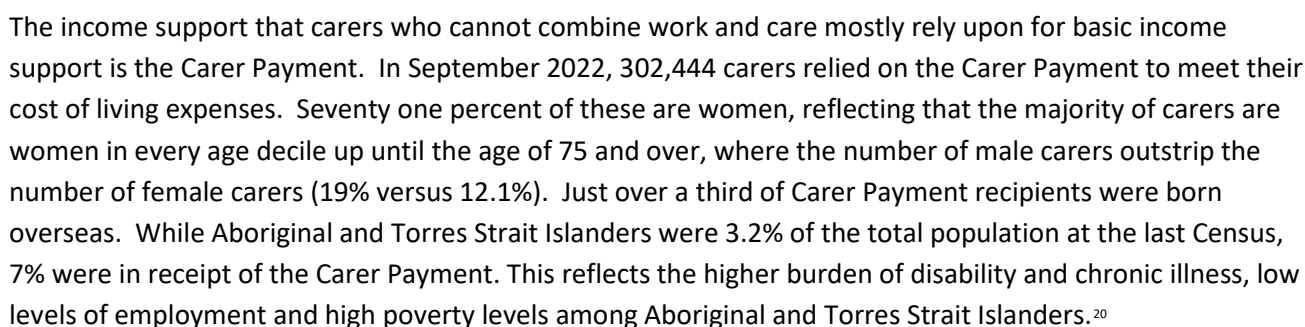 The income support that carers who cannot combine work and care mostly rely upon for basic income
support is the Carer Payment.  In September 2022, 302,444 carers relied on the Carer Payment to meet their
cost of living expenses.  Seventy one percent of these are women, reflecting that the majority of carers are
women in every age decile up until the age of 75 and over, where the number of male carers outstrip the
number of female carers (19% versus 12.1%).  Just over a third of Carer Payment recipients were born
overseas.  While Aboriginal and Torres Strait Islanders were 3.2% of the total population at the last Census,
7% were in receipt of the Carer Payment. This reflects the higher burden of disability and chronic illness, low
levels of employment and high poverty levels among Aboriginal and Torres Strait Islanders.20